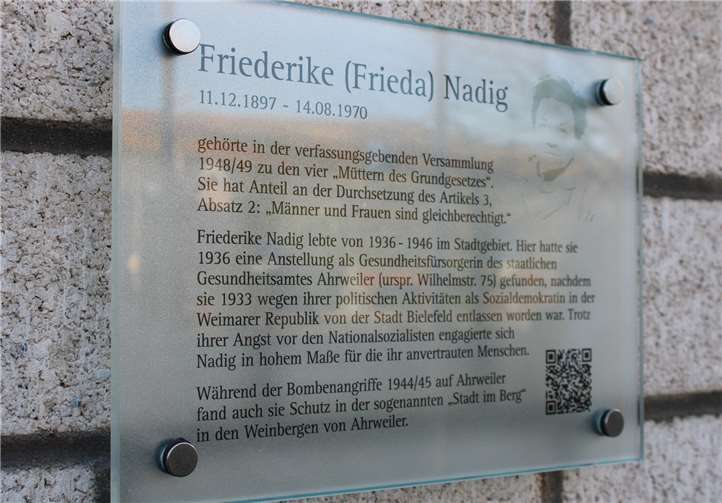 Friederike (Frieda) Nadig
11.12.1897 - 14.08.1970
gehörte in der verfassungsgebenden Versammlung
1948/49 zu den vier „Müttern des Grundgesetzes".
Sie hat Anteil an der Durchsetzung des Artikels 3,
Absatz 2: „Männer und Frauen sind gleichberechtigt."
Friederike Nadig lebte von 1936 - 1946 im Stadtgebiet. Hier hatte sie
1936 eine Anstellung als Gesundheitsfürsorgerin des staatlichen
Gesundheitsamtes Ahrweiler (urspr. Wilhelmstr. 75) gefunden, nachdem
sie 1933 wegen ihrer politischen Aktivitäten als Sozialdemokratin in der
Weimarer Republik von der Stadt Bielefeld entlassen worden war. Trotz
ihrer Angst vor den Nationalsozialisten engagierte sich
Nadig in hohem Maße für die ihr anvertrauten Menschen.
Während der Bombenangriffe 1944/45 auf Ahrweiler
fand auch sie Schutz in der sogenannten „Stadt im Berg"
in den Weinbergen von Ahrweiler.